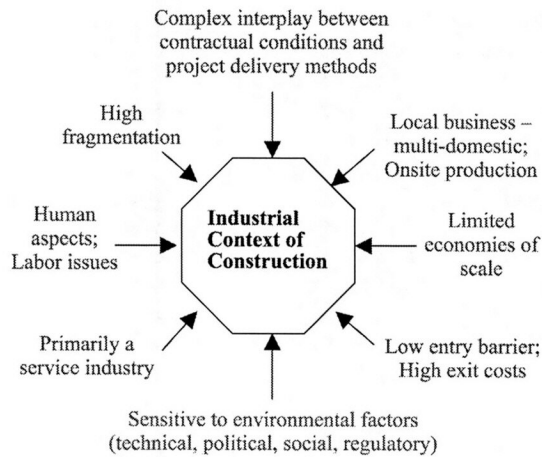 Complex interplay between
contractual conditions and
project delivery methods
High
fragmentation
Local business –
multi-domestic;
Onsite production
Human
aspects;
Labor issues
Industrial
Context of
Construction
Limited
economies of
scale
Primarily a
service industry
Low entry barrier;
High exit costs
Sensitive to environmental factors
(technical, political, social, regulatory)